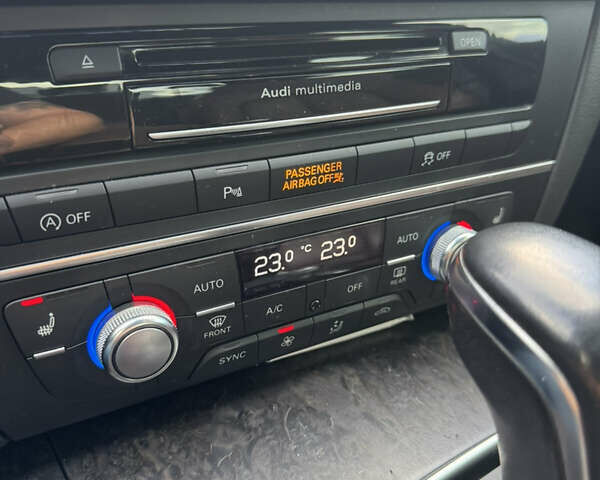 OPEN
Audi multimedia
PASSENGER
AIRBAG OFF
OFF
P
A OFF
23.0 °C 23.0
AUTO
AUTO
REAR
OFF
A/C
FRONT
SYNC